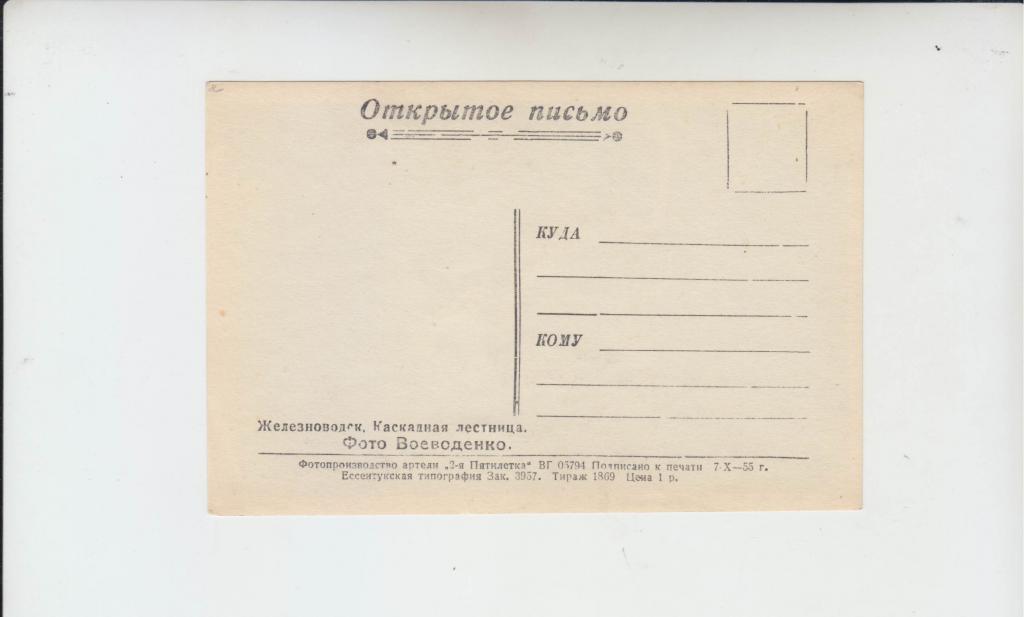 Открытое письмо
КУДА
КОМУ
Железноводск. Каскадная лестница.
Фото Воеводенко.
Фотопроизводство артели „2-я Пятилетка“ ВГ 05794 Подписано к печати 7-X—55 г.
Ессентукская типография Зак. 3957. Тираж 1869 Цена 1 р.